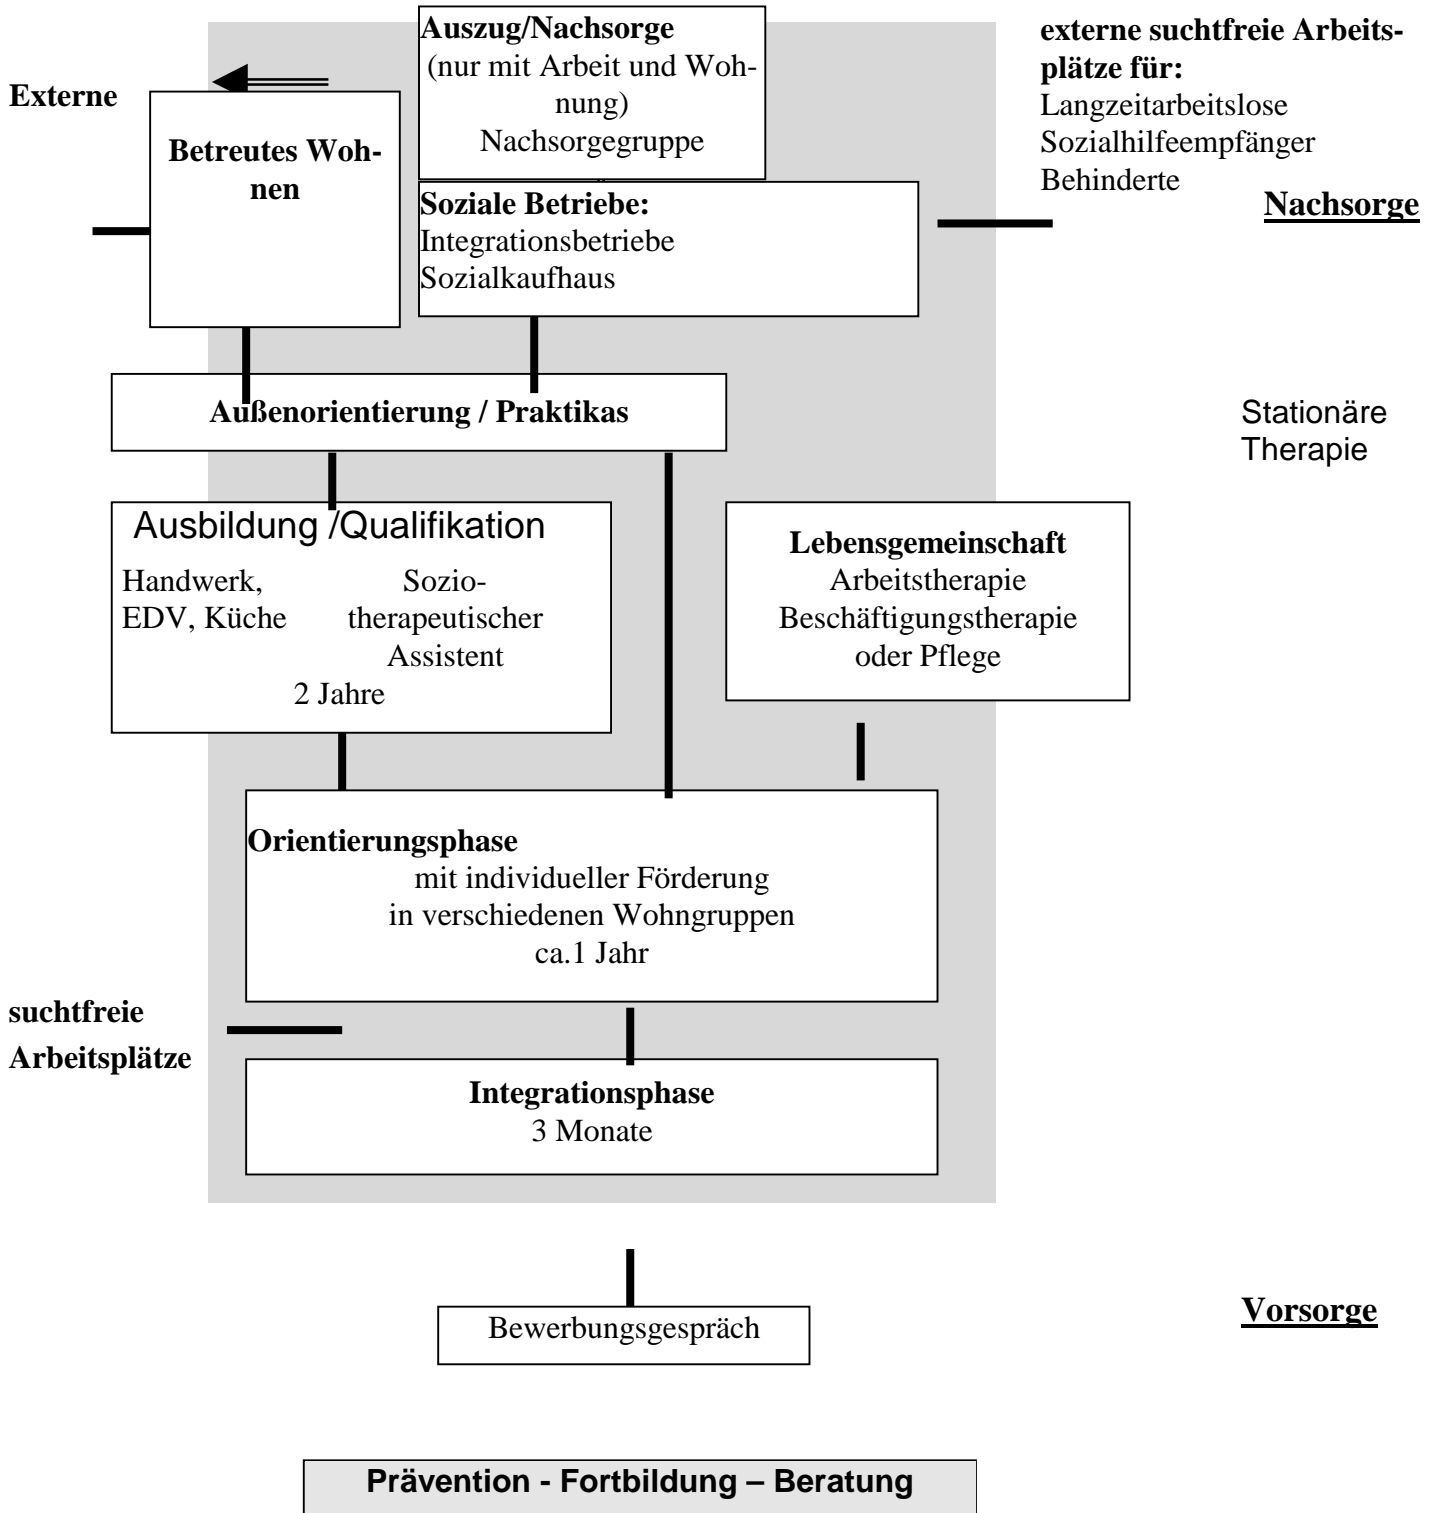 Auszug/Nachsorge
(nur mit Arbeit und Woh-
nung)
Nachsorgegruppe
externe suchtfreie Arbeits-
plätze für:
Langzeitarbeitslose
Sozialhilfeempfänger
Behinderte
Externe
Betreutes Woh-
nen
Soziale Betriebe:
Integrationsbetriebe
Sozialkaufhaus
Nachsorge
Außenorientierung / Praktikas
Stationäre
Therapie
Ausbildung /Qualifikation
Handwerk,
EDV, Küche
Sozio-
therapeutischer
Assistent
2 Jahre
Lebensgemeinschaft
Arbeitstherapie
Beschäftigungstherapie
oder Pflege
Orientierungsphase
mit individueller Förderung
in verschiedenen Wohngruppen
ca.1 Jahr
suchtfreie
Arbeitsplätze
Integrationsphase
3 Monate
Bewerbungsgespräch
Vorsorge
Prävention - Fortbildung – Beratung